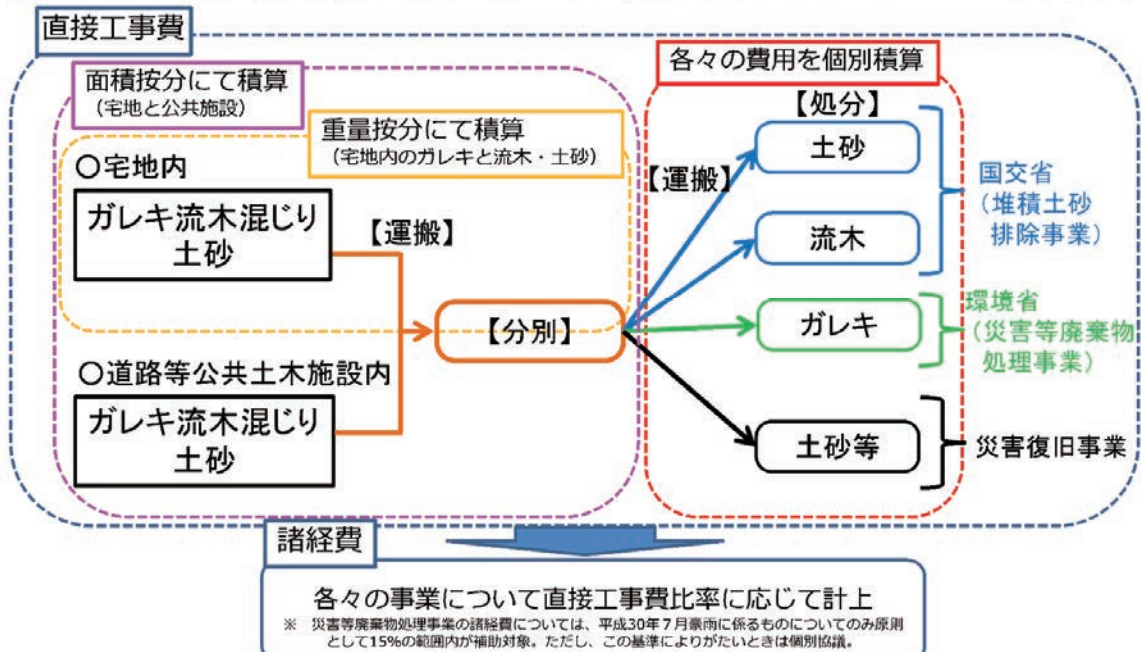 直接工事費
面積按分にて積算
（宅地と公共施設）
重量按分にて積算
（宅地内のガレキと流木・土砂）
各々の費用を個別積算
〇宅地内
ガレキ流木混じり
土砂
【運搬】
〇道路等公共土木施設内
ガレキ流木混じり
土砂
【分別】
【運搬】
【処分】
土砂
流木
ガレキ
土砂等
国交省
（堆積土砂
排除事業）
環境省
（災害等廃棄物
処理事業）
災害復旧事業
諸経費
各々の事業について直接工事費比率に応じて計上
※ 災害等廃棄物処理事業の諸経費については、平成30年７月豪雨に係るものについてのみ原則
として15%の範囲内が補助対象。ただし、この基準によりがたいときは個別協議。